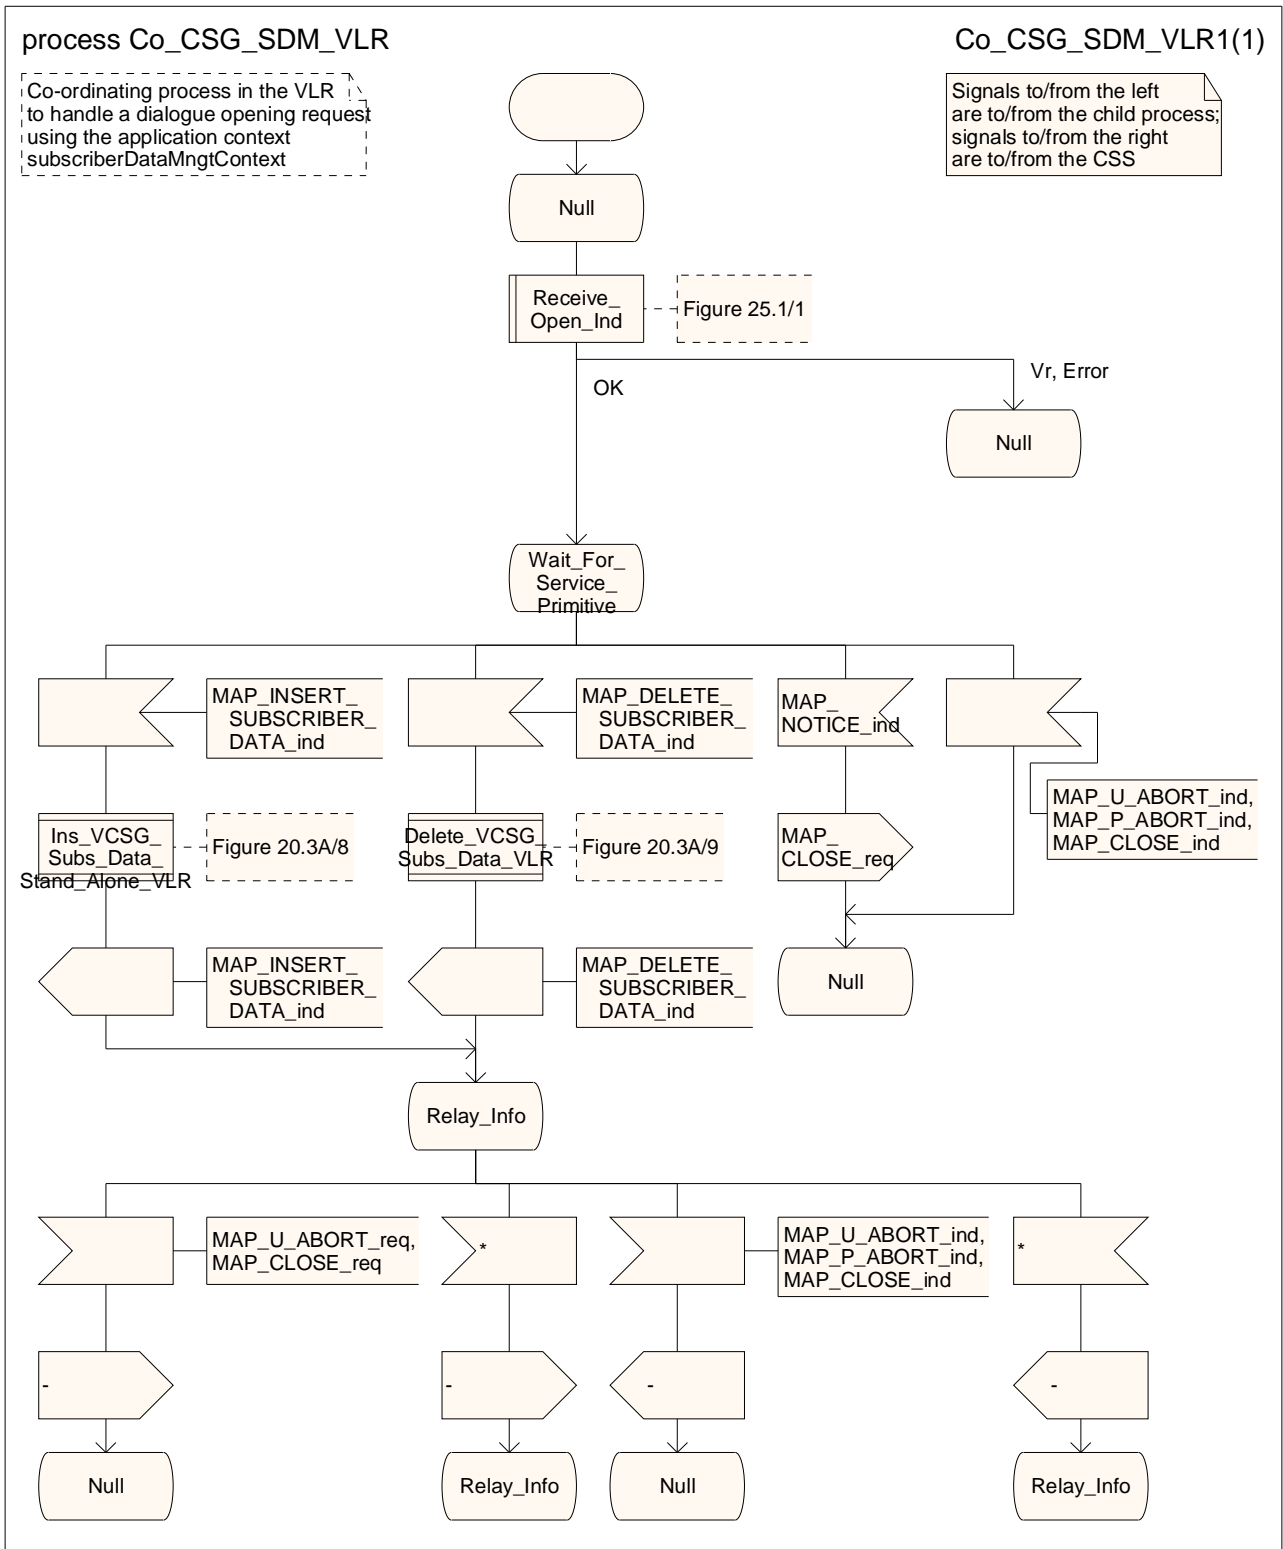 process Co_CSG_SDM_VLR
Co_CSG_SDM_VLR1(1)
Co-ordinating process in the VLR
to handle a dialogue opening request
using the application context
subscriberDataMngtContext
Signals to/from the left
are to/from the child process;
signals to/from the right
are to/from the CSS
Null
Receive_
Open_Ind
Figure 25.1/1
OK
Vr, Error
Null
Wait_For_
Service_
Primitive
MAP_INSERT_
SUBSCRIBER_
DATA_ind
MAP_DELETE_
SUBSCRIBER_
DATA_ind
MAP_
NOTICE_ind
MAP_U_ABORT_ind,
MAP_P_ABORT_ind,
MAP_CLOSE_ind
Ins_VCSG_
Subs_Data_
Stand_Alone_VLR
Figure 20.3A/8
Delete_VCSG_
Subs_Data_VLR
Figure 20.3A/9
MAP_
CLOSE_req
MAP_INSERT_
SUBSCRIBER_
DATA_ind
MAP_DELETE_
SUBSCRIBER_
DATA_ind
Null
Relay_Info
MAP_U_ABORT_req,
MAP_CLOSE_req
*
MAP_U_ABORT_ind,
MAP_P_ABORT_ind,
MAP_CLOSE_ind
*
-
-
-
-
Null
Relay_Info
Null
Relay_Info